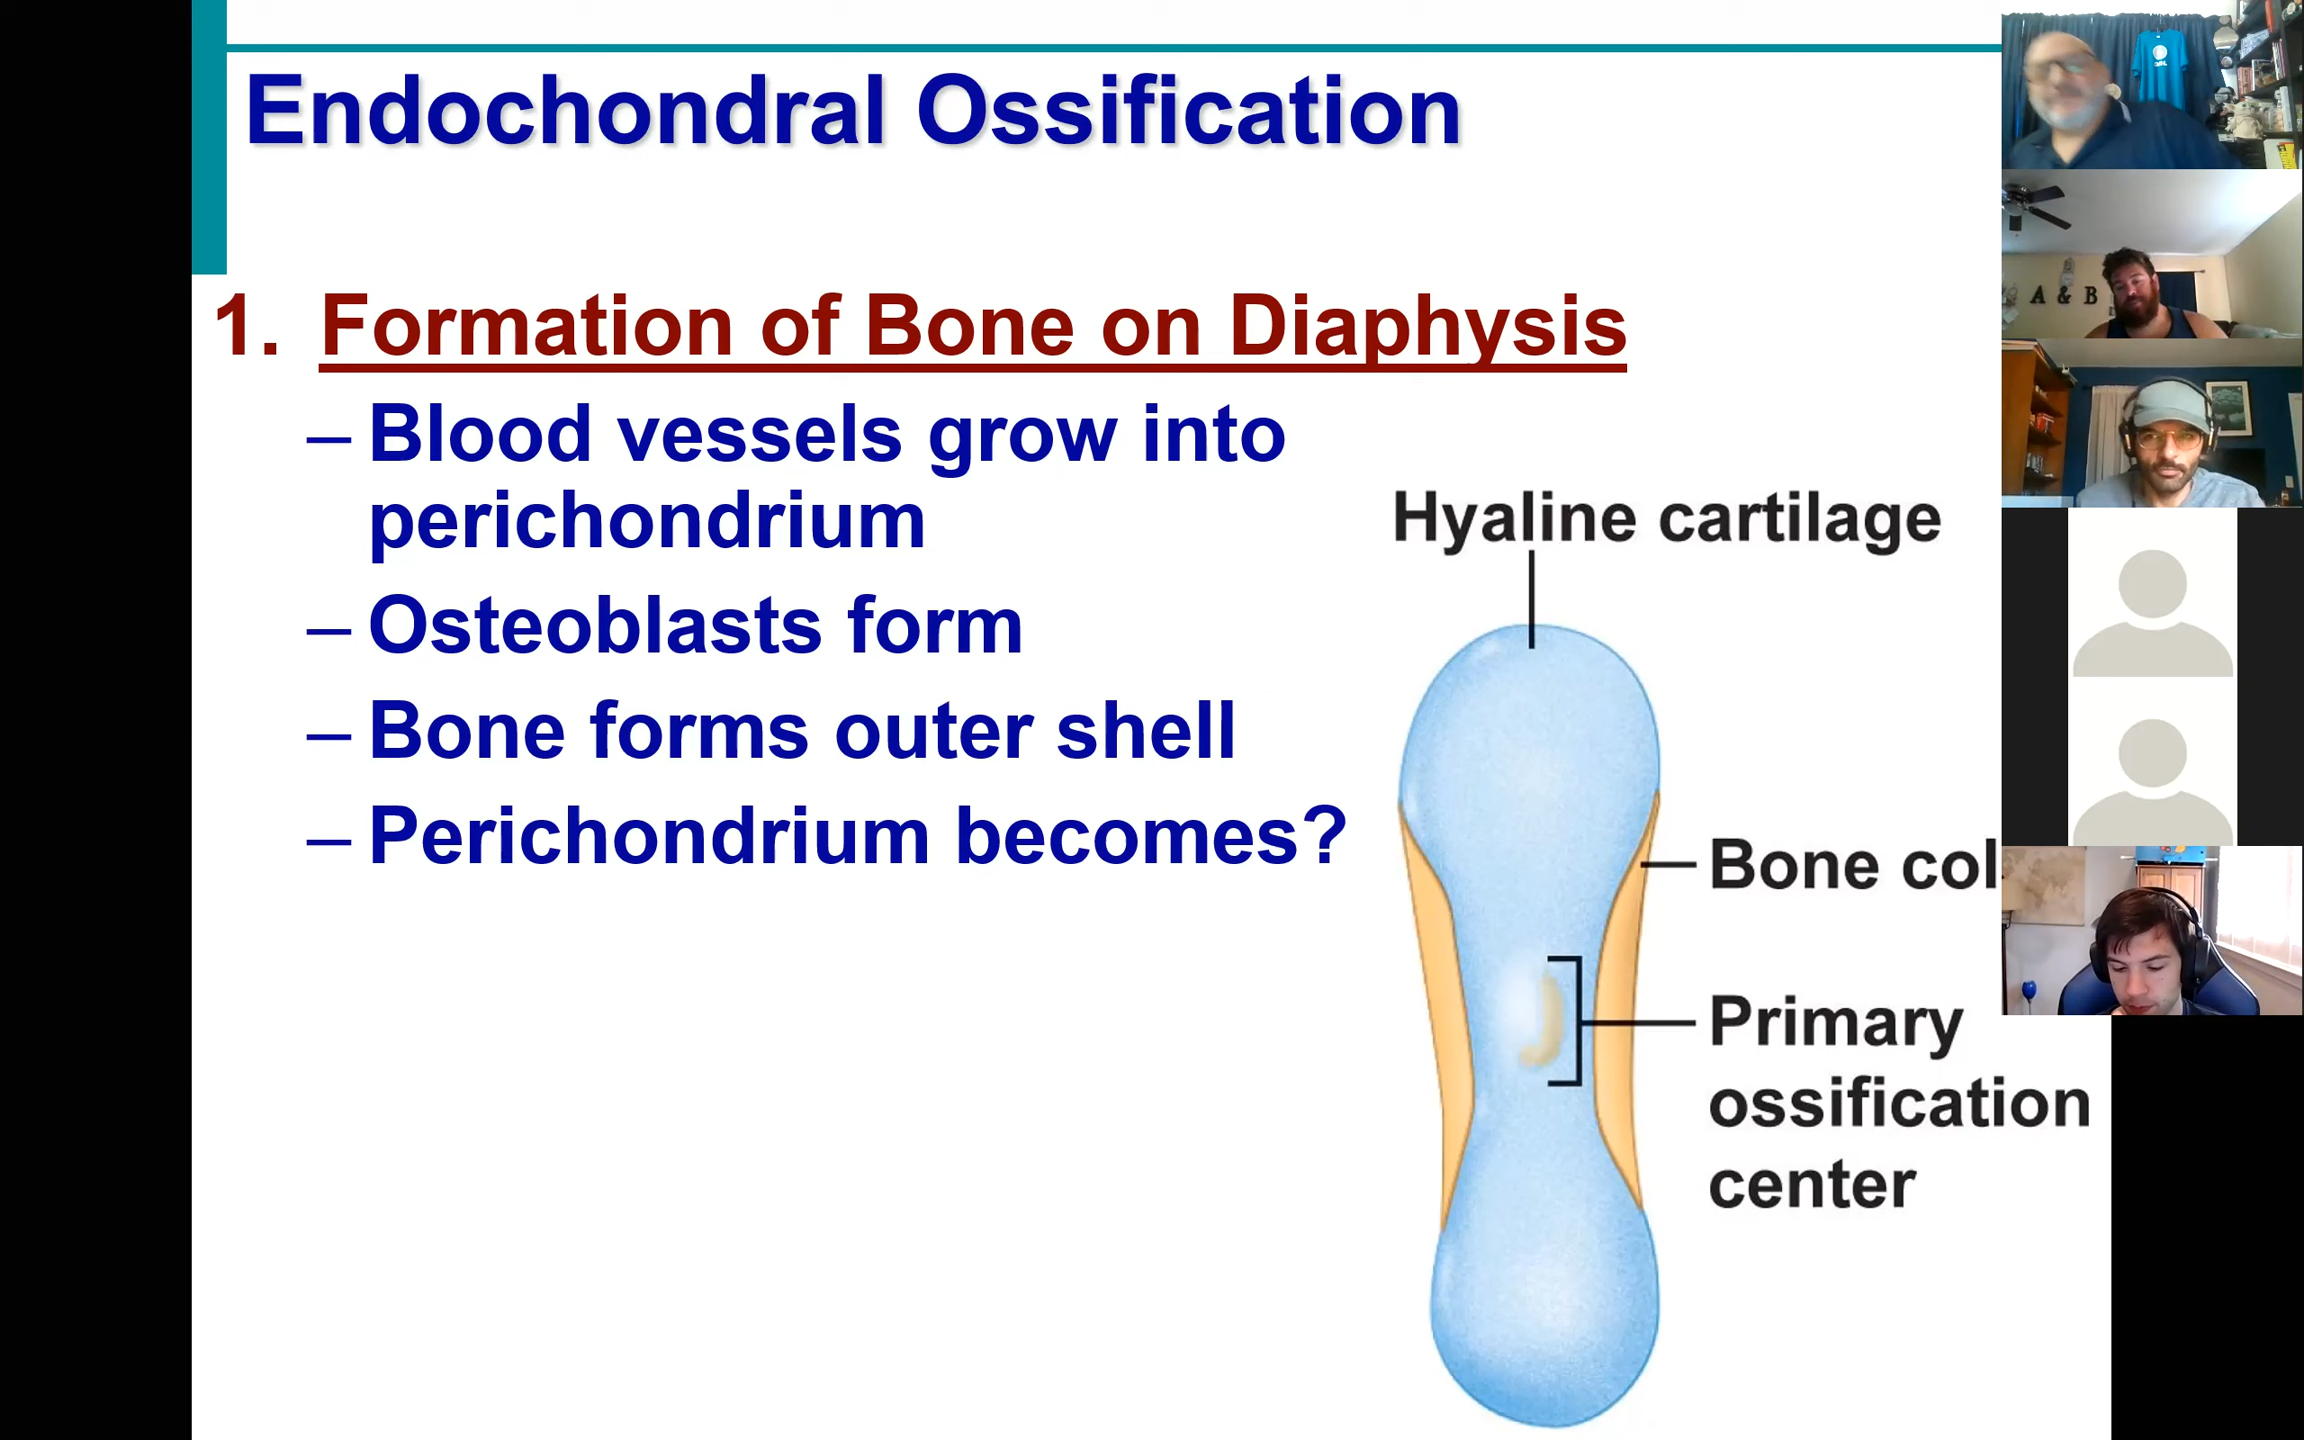 Endochondral Ossification
1. Formation of Bone on Diaphysis
– Blood vessels grow into
perichondrium
– Osteoblasts form
– Bone forms outer shell
– Perichondrium becomes?
Hyaline cartilage
Bone col
Primary
ossification
center
A & B